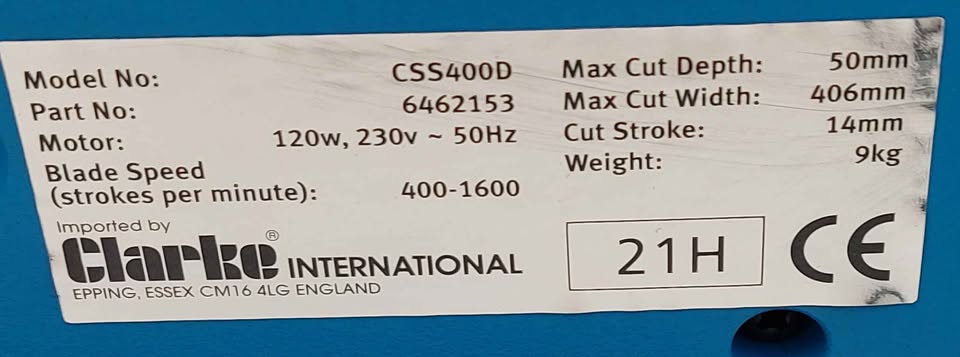 Model No: CSS400D
Part No: 6462153
Motor: 120w, 230v ~ 50Hz
Blade Speed
(strokes per minute): 400-1600
Max Cut Depth: 50mm
Max Cut Width: 406mm
Cut Stroke: 14mm
Weight: 9kg
Imported by
Clarke® INTERNATIONAL
EPPING, ESSEX CM16 4LG ENGLAND
21H
CE